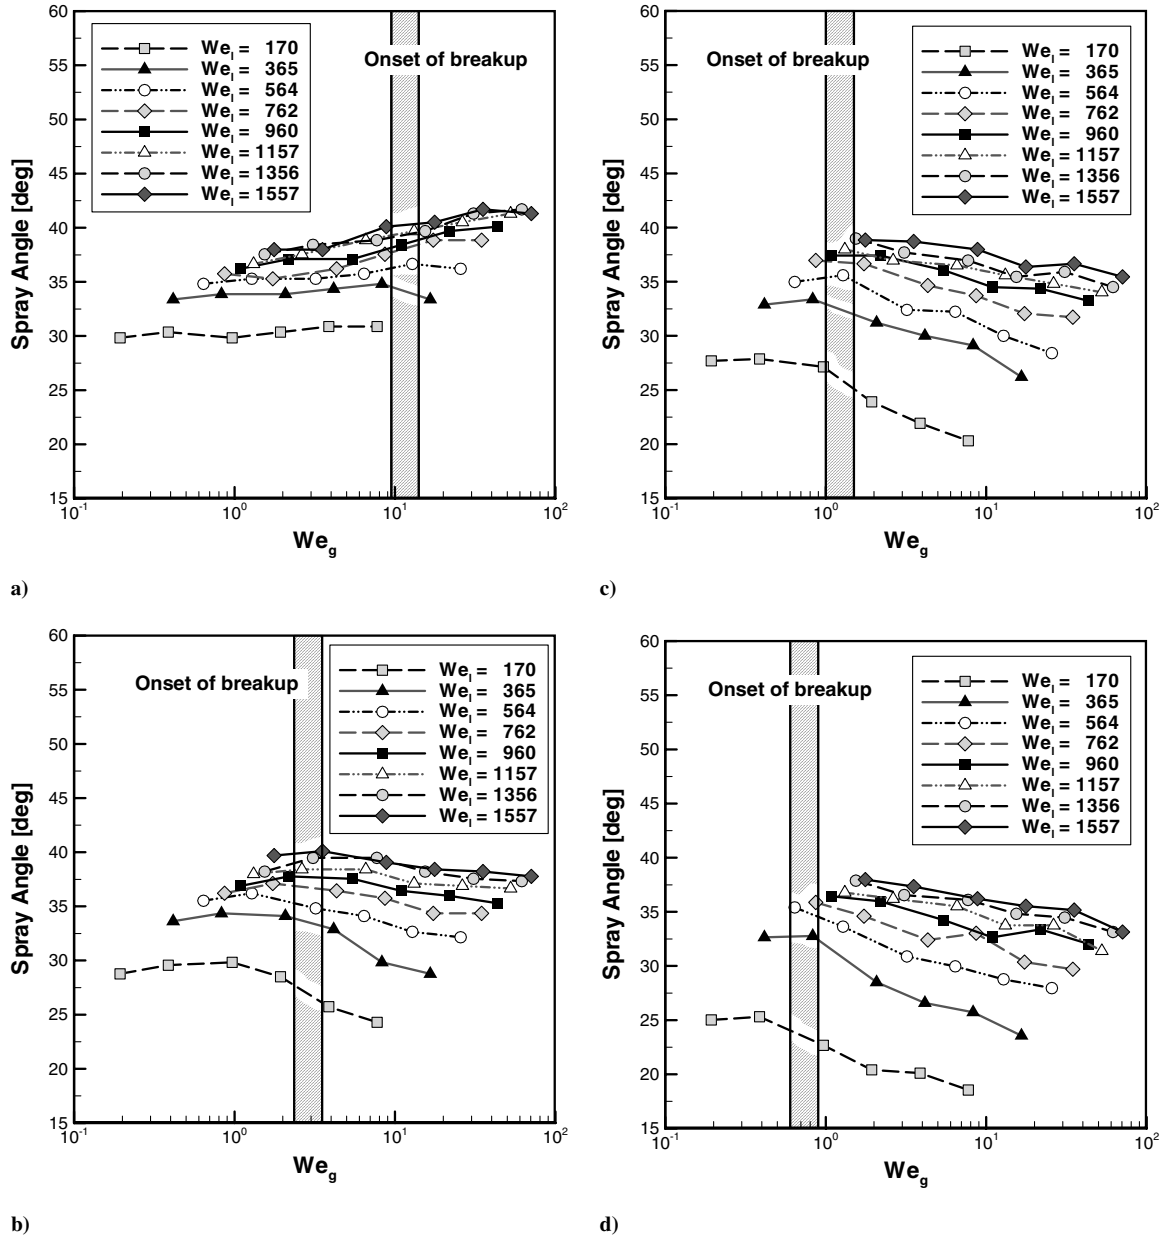 60
55
50
45
40
35
30
25
20
15
Spray Angle [deg]
We_l = 170
We_l = 365
We_l = 564
We_l = 762
We_l = 960
We_l = 1157
We_l = 1356
We_l = 1557
Onset of breakup
10^-1
10^0
10^1
10^2
We_g
a)
60
55
50
45
40
35
30
25
20
15
Spray Angle [deg]
Onset of breakup
We_l = 170
We_l = 365
We_l = 564
We_l = 762
We_l = 960
We_l = 1157
We_l = 1356
We_l = 1557
10^-1
10^0
10^1
10^2
We_g
c)
60
55
50
45
40
35
30
25
20
15
Spray Angle [deg]
Onset of breakup
We_l = 170
We_l = 365
We_l = 564
We_l = 762
We_l = 960
We_l = 1157
We_l = 1356
We_l = 1557
10^-1
10^0
10^1
10^2
We_g
b)
60
55
50
45
40
35
30
25
20
15
Spray Angle [deg]
Onset of breakup
We_l = 170
We_l = 365
We_l = 564
We_l = 762
We_l = 960
We_l = 1157
We_l = 1356
We_l = 1557
10^-1
10^0
10^1
10^2
We_g
d)